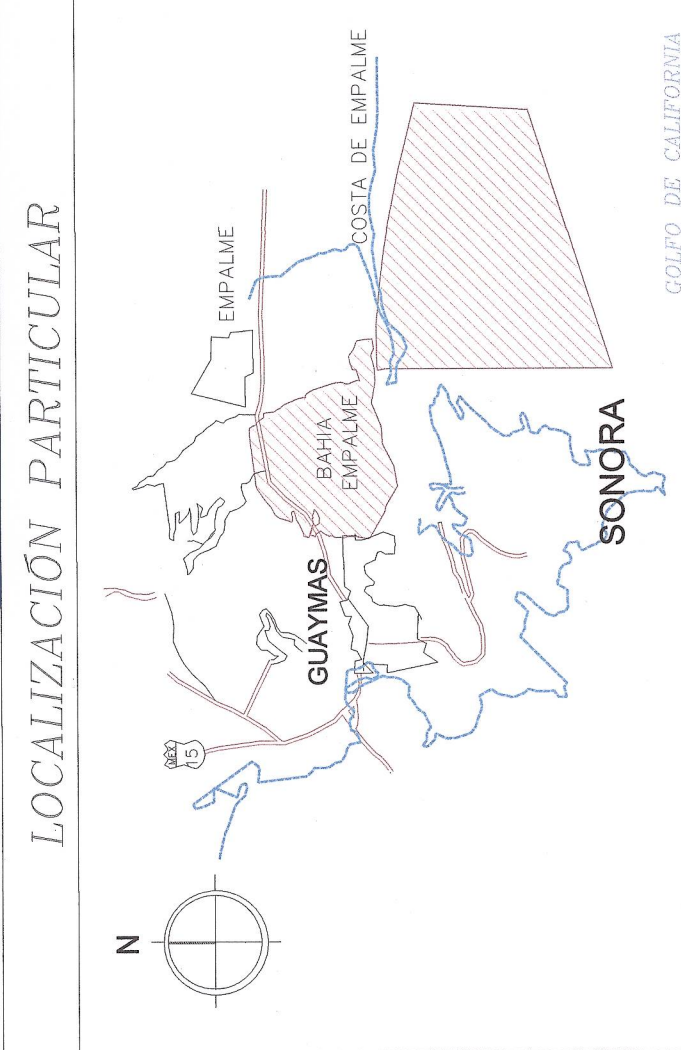 LOCALIZACIÓN PARTICULAR
N
MEX
15
GUAYMAS
EMPALME
BAHIA
EMPALME
COSTA DE EMPALME
SONORA
GOLFO DE CALIFORNIA